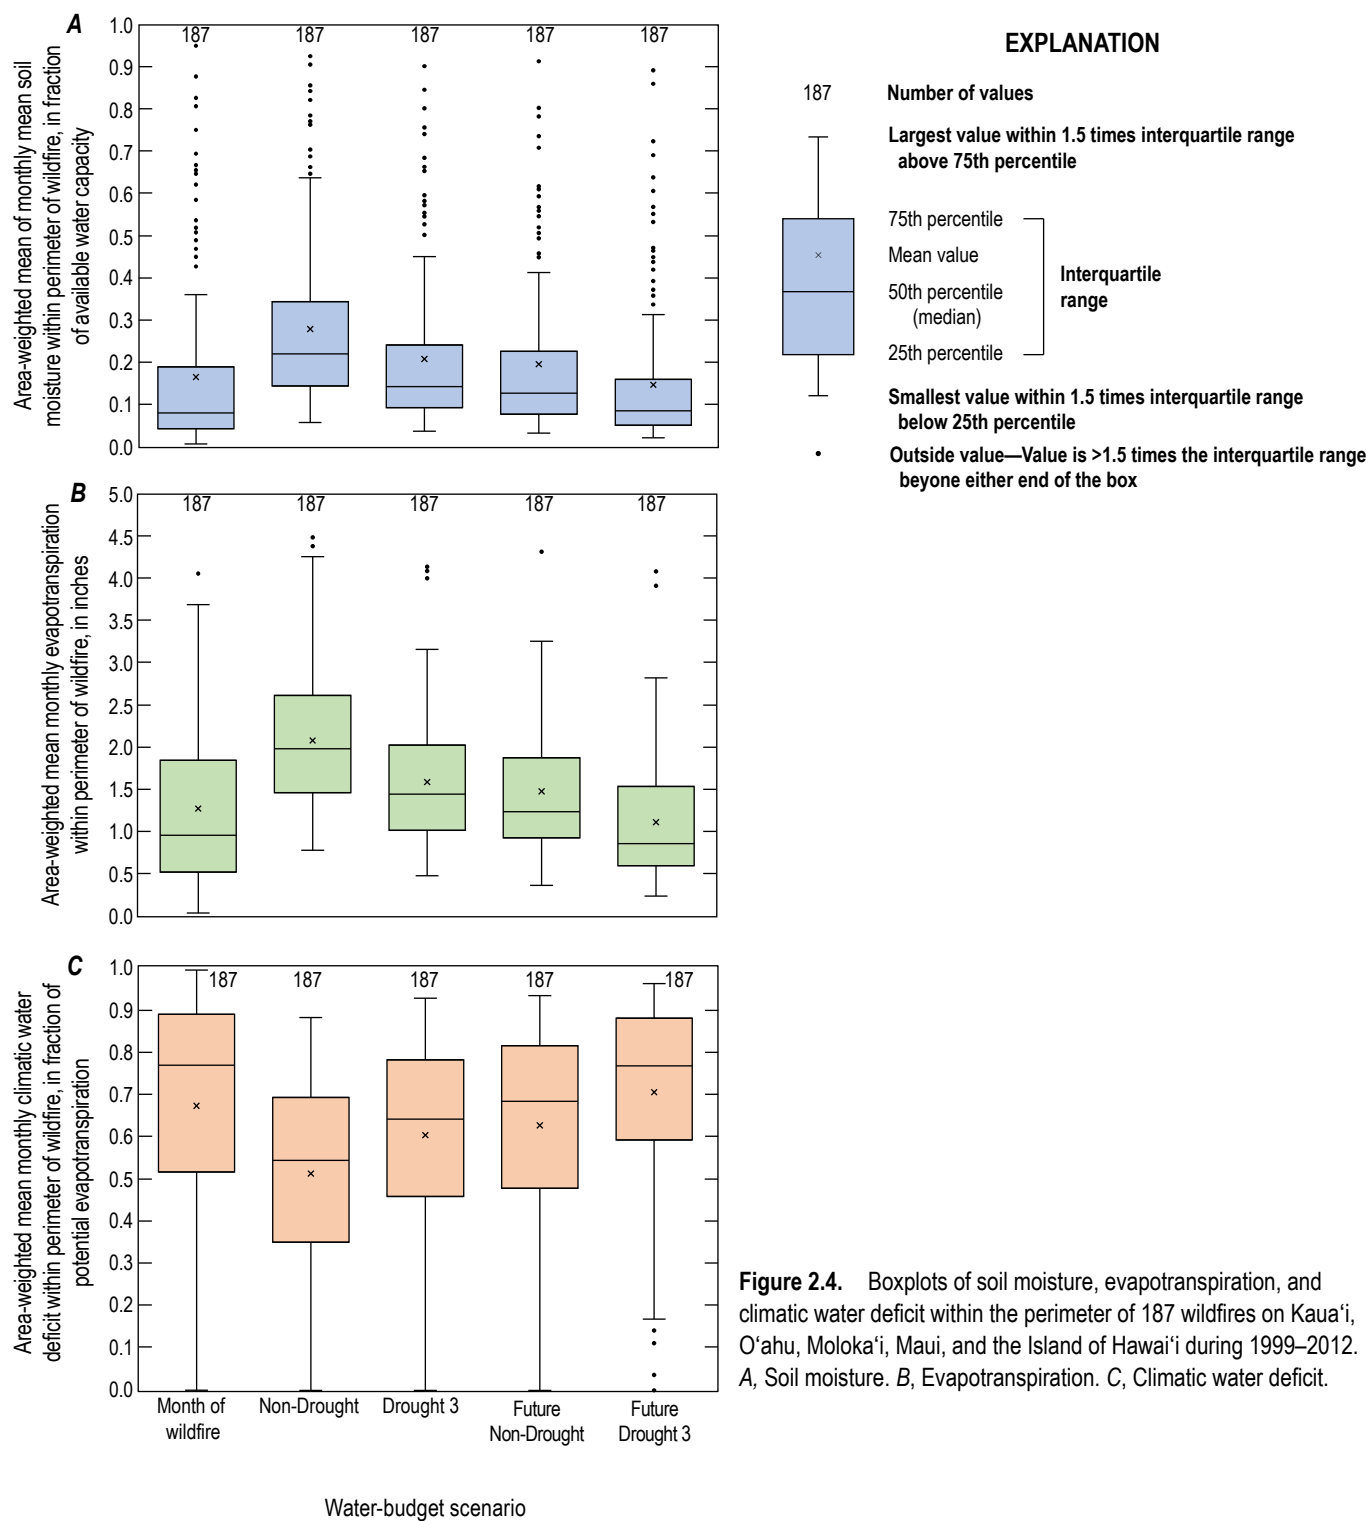 A
Area-weighted mean of monthly mean soil
moisture within perimeter of wildfire, in fraction
of available water capacity
1.0
0.9
0.8
0.7
0.6
0.5
0.4
0.3
0.2
0.1
0.0
187 187 187 187 187
EXPLANATION
187 Number of values
Largest value within 1.5 times interquartile range
above 75th percentile
75th percentile
Mean value
50th percentile
(median)
25th percentile
Interquartile
range
Smallest value within 1.5 times interquartile range
below 25th percentile
Outside value—Value is >1.5 times the interquartile range
beyone either end of the box
B
Area-weighted mean monthly evapotranspiration
within perimeter of wildfire, in inches
5.0
4.5
4.0
3.5
3.0
2.5
2.0
1.5
1.0
0.5
0.0
187 187 187 187 187
C
Area-weighted mean monthly climatic water
deficit within perimeter of wildfire, in fraction of
potential evapotranspiration
1.0
0.9
0.8
0.7
0.6
0.5
0.4
0.3
0.2
0.1
0.0
187 187 187 187 187
Month of
wildfire
Non-Drought
Drought 3
Future
Non-Drought
Future
Drought 3
Water-budget scenario
Figure 2.4. Boxplots of soil moisture, evapotranspiration, and
climatic water deficit within the perimeter of 187 wildfires on Kauaʻi,
Oʻahu, Molokaʻi, Maui, and the Island of Hawaiʻi during 1999–2012.
A, Soil moisture. B, Evapotranspiration. C, Climatic water deficit.